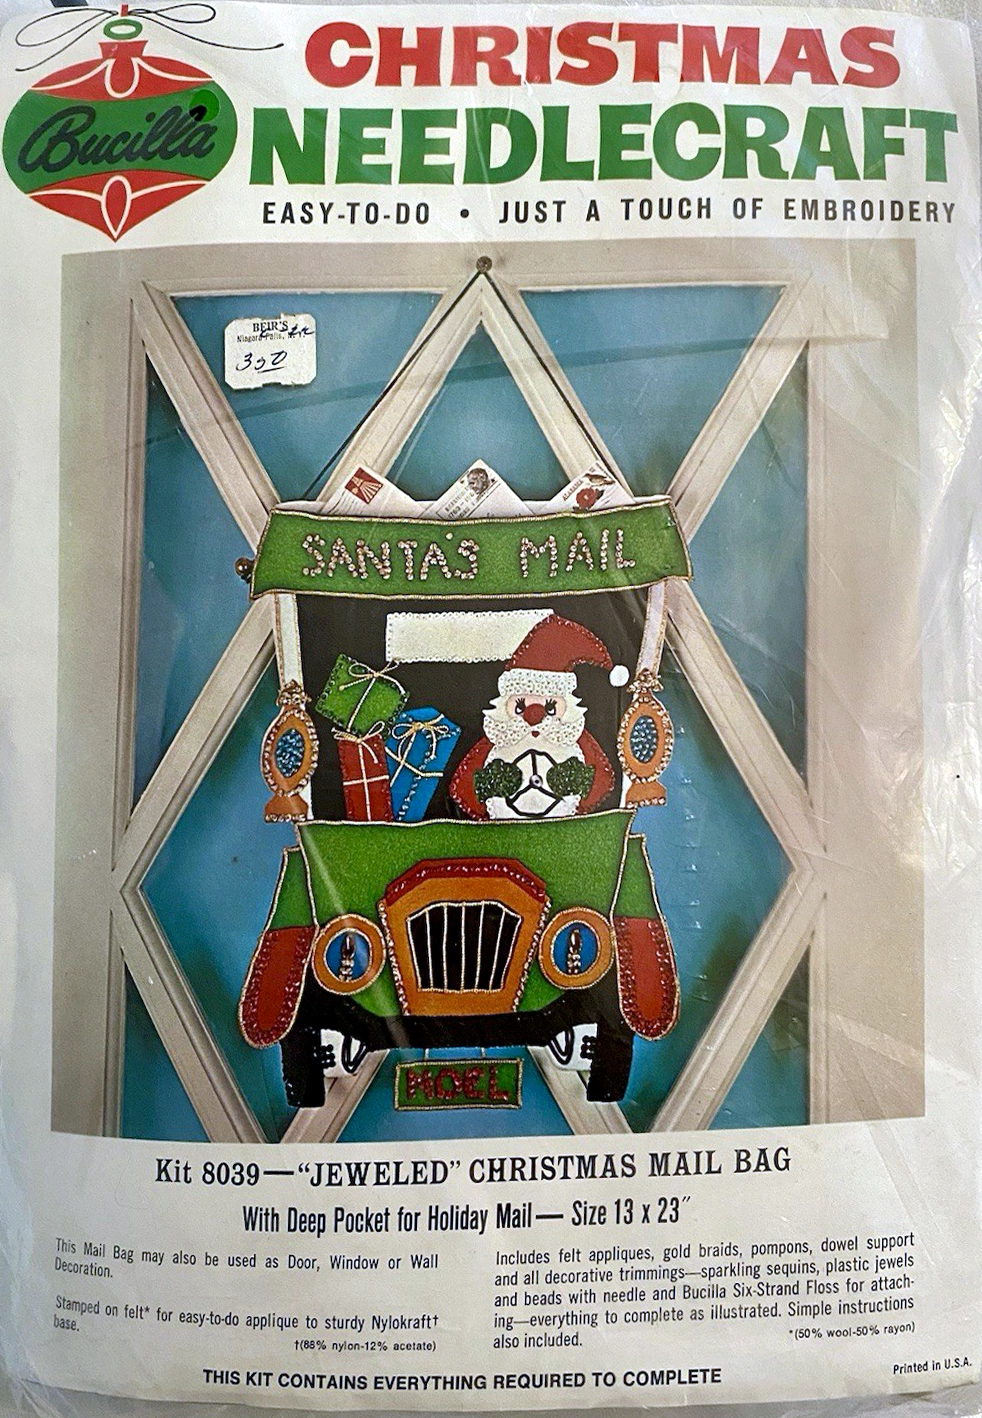 Bucilla
CHRISTMAS
NEEDLECRAFT
EASY-TO-DO • JUST A TOUCH OF EMBROIDERY
BEIR'S
Niagara Falls, N.Y.
350
ALABAMA
SANTA'S MAIL
NOEL
Kit 8039—"JEWELED" CHRISTMAS MAIL BAG
With Deep Pocket for Holiday Mail— Size 13 x 23″
This Mail Bag may also be used as Door, Window or Wall
Decoration.
Stamped on felt* for easy-to-do applique to sturdy Nylokraft†
base.
†(88% nylon-12% acetate)
Includes felt appliques, gold braids, pompons, dowel support
and all decorative trimmings—sparkling sequins, plastic jewels
and beads with needle and Bucilla Six-Strand Floss for attach-
ing—everything to complete as illustrated. Simple instructions
also included.
*(50% wool-50% rayon)
THIS KIT CONTAINS EVERYTHING REQUIRED TO COMPLETE
Printed in U.S.A.